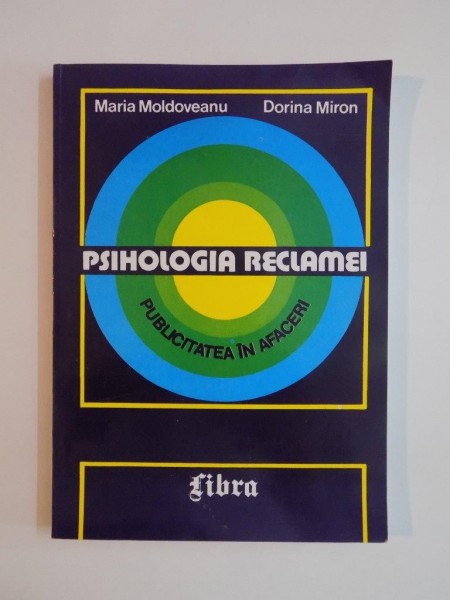 Maria Moldoveanu Dorina Miron
PSIHOLOGIA RECLAMEI
PUBLICITATEA ÎN AFACERI
Libra